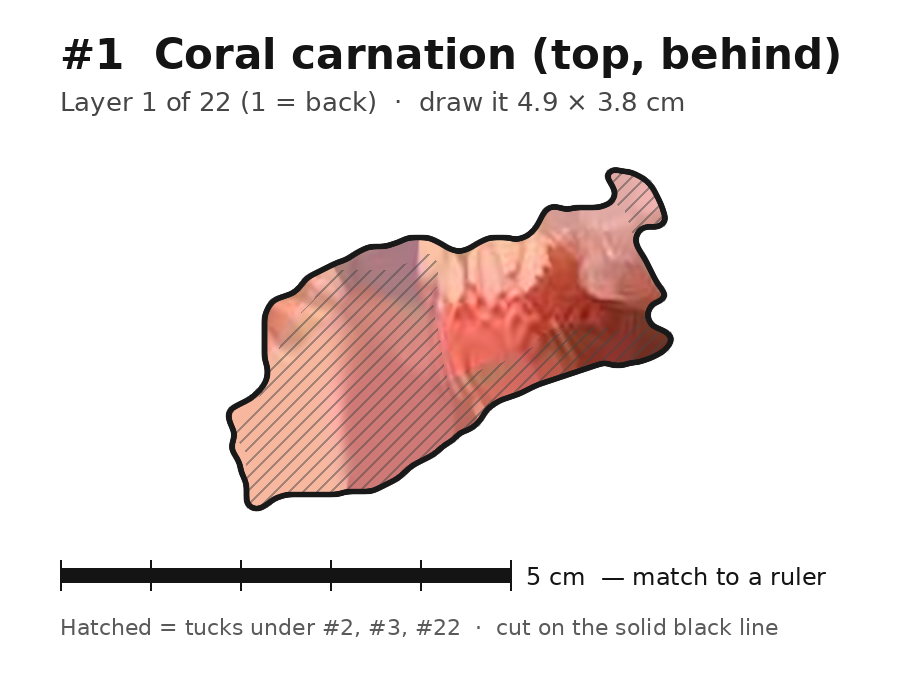 #1 Coral carnation (top, behind)
Layer 1 of 22 (1 = back) · draw it 4.9 × 3.8 cm
5 cm — match to a ruler
Hatched = tucks under #2, #3, #22 · cut on the solid black line